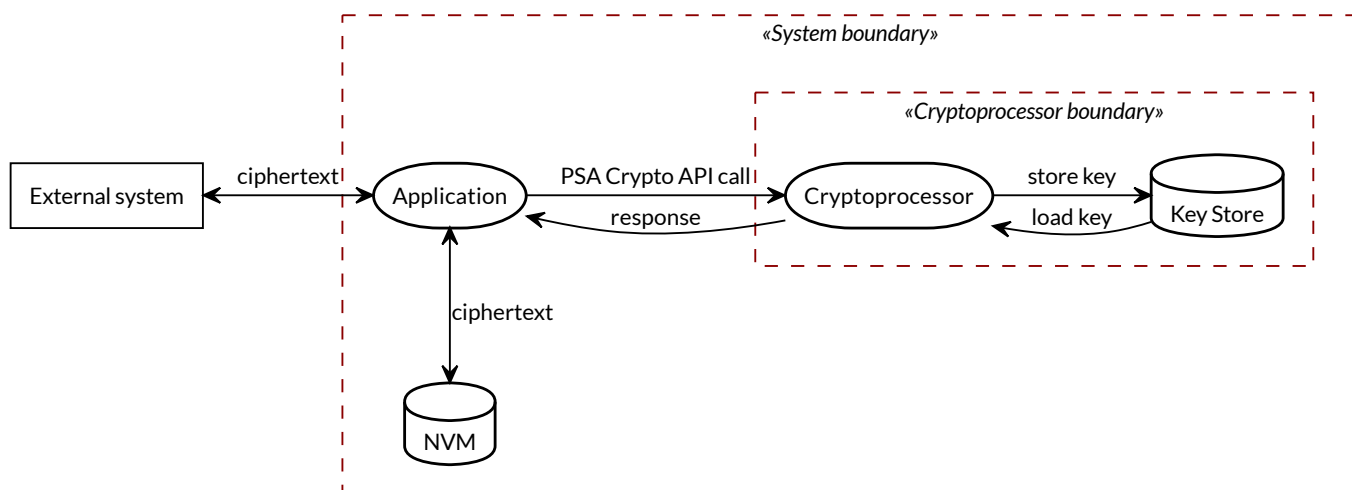 «System boundary»
«Cryptoprocessor boundary»
External system
ciphertext
Application
PSA Crypto API call
response
Cryptoprocessor
store key
load key
Key Store
ciphertext
NVM